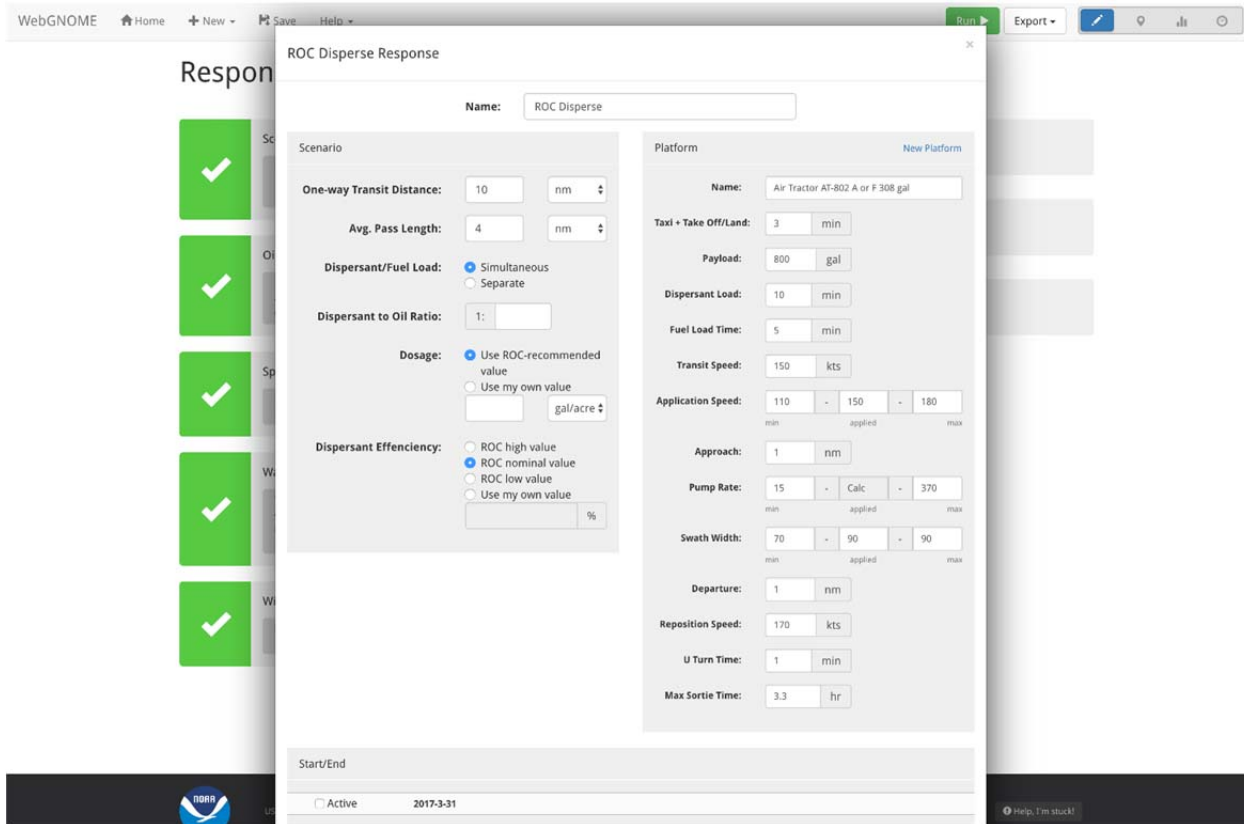 WebGNOME Home New Save Help Run Export
ROC Disperse Response ×
Respon
Name: ROC Disperse
Scenario
One-way Transit Distance: 10 nm
Avg. Pass Length: 4 nm
Dispersant/Fuel Load: Simultaneous
Separate
Dispersant to Oil Ratio: 1:
Dosage: Use ROC-recommended
value
Use my own value
gal/acre
Dispersant Effenciency: ROC high value
ROC nominal value
ROC low value
Use my own value
%
Platform New Platform
Name: Air Tractor AT-802 A or F 308 gal
Taxi + Take Off/Land: 3 min
Payload: 800 gal
Dispersant Load: 10 min
Fuel Load Time: 5 min
Transit Speed: 150 kts
Application Speed: 110 - 150 - 180
min applied max
Approach: 1 nm
Pump Rate: 15 - Calc - 370
min applied max
Swath Width: 70 - 90 - 90
min applied max
Departure: 1 nm
Reposition Speed: 170 kts
U Turn Time: 1 min
Max Sortie Time: 3.3 hr
Sc
Oi
Sp
Wa
Wi
Start/End
Active 2017-3-31
NOAA
US
Help, I'm stuck!